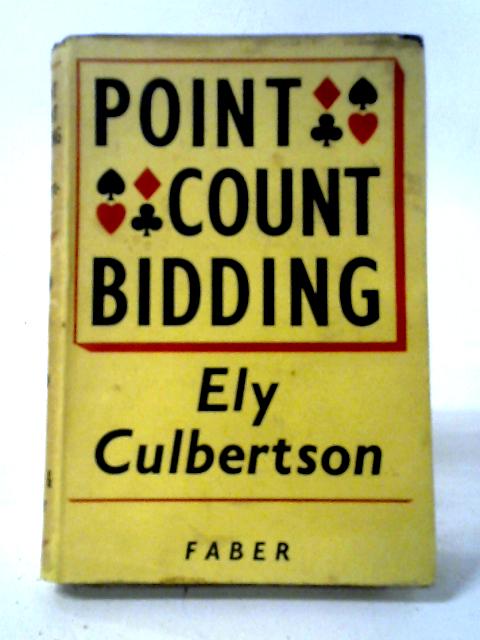 POINT
COUNT
BIDDING
Ely
Culbertson
FABER